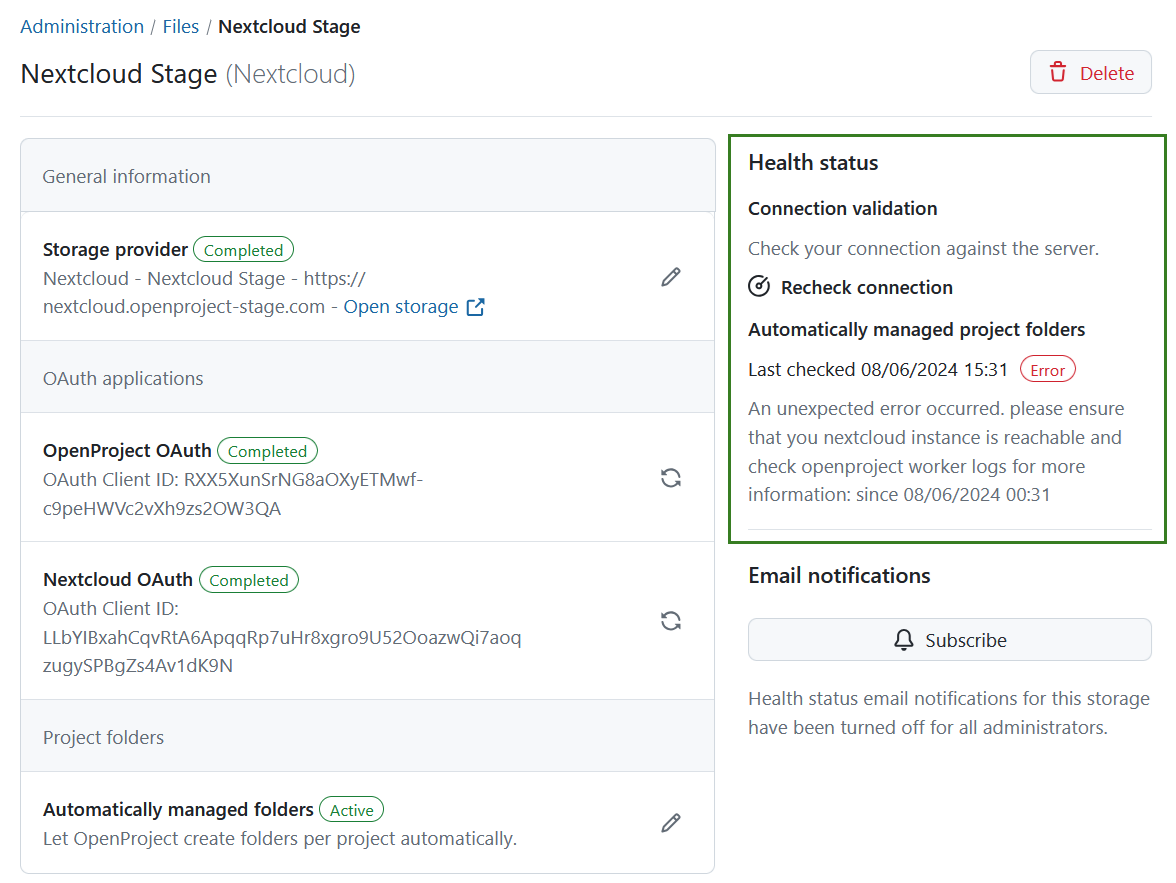 Administration / Files / Nextcloud Stage
Nextcloud Stage (Nextcloud)
Delete
General information
Storage provider Completed
Nextcloud - Nextcloud Stage - https://
nextcloud.openproject-stage.com - Open storage
OAuth applications
OpenProject OAuth Completed
OAuth Client ID: RXX5XunSrNG8aOXyETMwf-
c9peHWVc2vXh9zs2OW3QA
Nextcloud OAuth Completed
OAuth Client ID:
LLbYIBxahCqvRtA6ApqqRp7uHr8xgro9U52OoazwQi7aoq
zugySPBgZs4Av1dK9N
Project folders
Automatically managed folders Active
Let OpenProject create folders per project automatically.
Health status
Connection validation
Check your connection against the server.
Recheck connection
Automatically managed project folders
Last checked 08/06/2024 15:31 Error
An unexpected error occurred. please ensure
that you nextcloud instance is reachable and
check openproject worker logs for more
information: since 08/06/2024 00:31
Email notifications
Subscribe
Health status email notifications for this storage
have been turned off for all administrators.